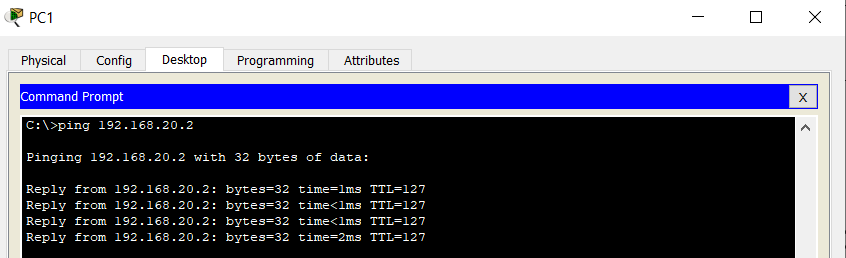 PC1
Physical Config Desktop Programming Attributes
Command Prompt X
C:\>ping 192.168.20.2
Pinging 192.168.20.2 with 32 bytes of data:
Reply from 192.168.20.2: bytes=32 time=1ms TTL=127
Reply from 192.168.20.2: bytes=32 time<1ms TTL=127
Reply from 192.168.20.2: bytes=32 time<1ms TTL=127
Reply from 192.168.20.2: bytes=32 time=2ms TTL=127